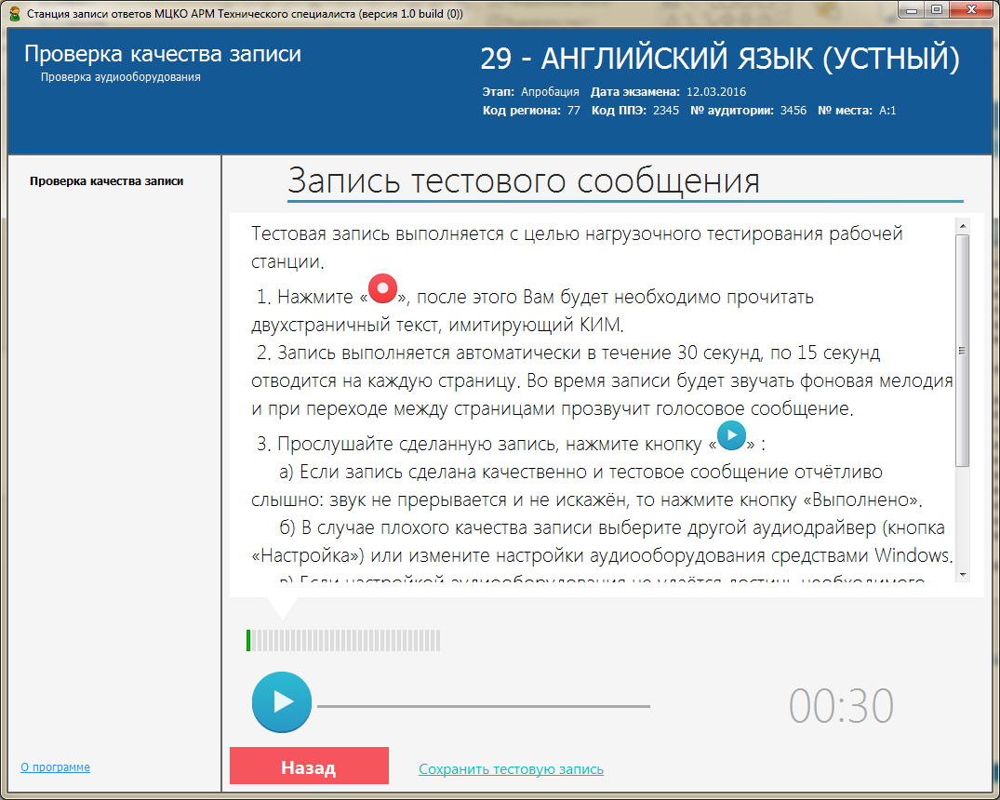 Станция записи ответов МЦКО АРМ Технического специалиста (версия 1.0 build (0))
Проверка качества записи
Проверка аудиооборудования
29 - АНГЛИЙСКИЙ ЯЗЫК (УСТНЫЙ)
Этап: Апробация Дата экзамена: 12.03.2016
Код региона: 77 Код ППЭ: 2345 № аудитории: 3456 № места: А:1
Проверка качества записи
Запись тестового сообщения
Тестовая запись выполняется с целью нагрузочного тестирования рабочей
станции.
1. Нажмите «», после этого Вам будет необходимо прочитать
двухстраничный текст, имитирующий КИМ.
2. Запись выполняется автоматически в течение 30 секунд, по 15 секунд
отводится на каждую страницу. Во время записи будет звучать фоновая мелодия
и при переходе между страницами прозвучит голосовое сообщение.
3. Прослушайте сделанную запись, нажмите кнопку «» :
а) Если запись сделана качественно и тестовое сообщение отчётливо
слышно: звук не прерывается и не искажён, то нажмите кнопку «Выполнено».
б) В случае плохого качества записи выберите другой аудиодрайвер (кнопка
«Настройка») или измените настройки аудиооборудования средствами Windows.
в) Если настройкой аудиооборудования не удаётся достичь необходимого
00:30
Назад
Сохранить тестовую запись
О программе